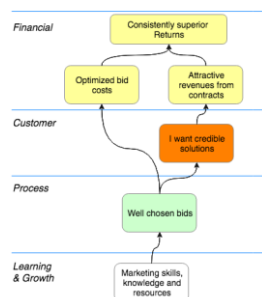 Financial
Consistently superior
Returns
Optimized bid
costs
Attractive
revenues from
contracts
Customer
I want credible
solutions
Process
Well chosen bids
Learning
& Growth
Marketing skills,
knowledge and
resources